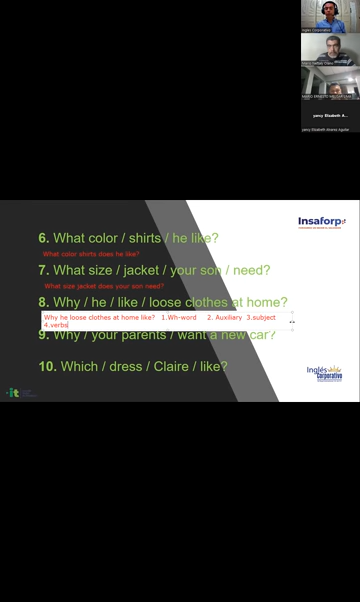 Inglés Corporativo
yency Elizabeth A...
Insaforp
6. What color / shirts / he like?
What color shirts does he like?
7. What size / jacket / your son / need?
What size jacket does your son need?
8. Why / he / like / loose clothes at home?
Why he loose clothes at home like? 1.Wh-word 2. Auxiliary 3.subject
4.verbs
9. Why / your parents / want a new car?
10. Which / dress / Claire / like?
Inglés
Corporativo
it